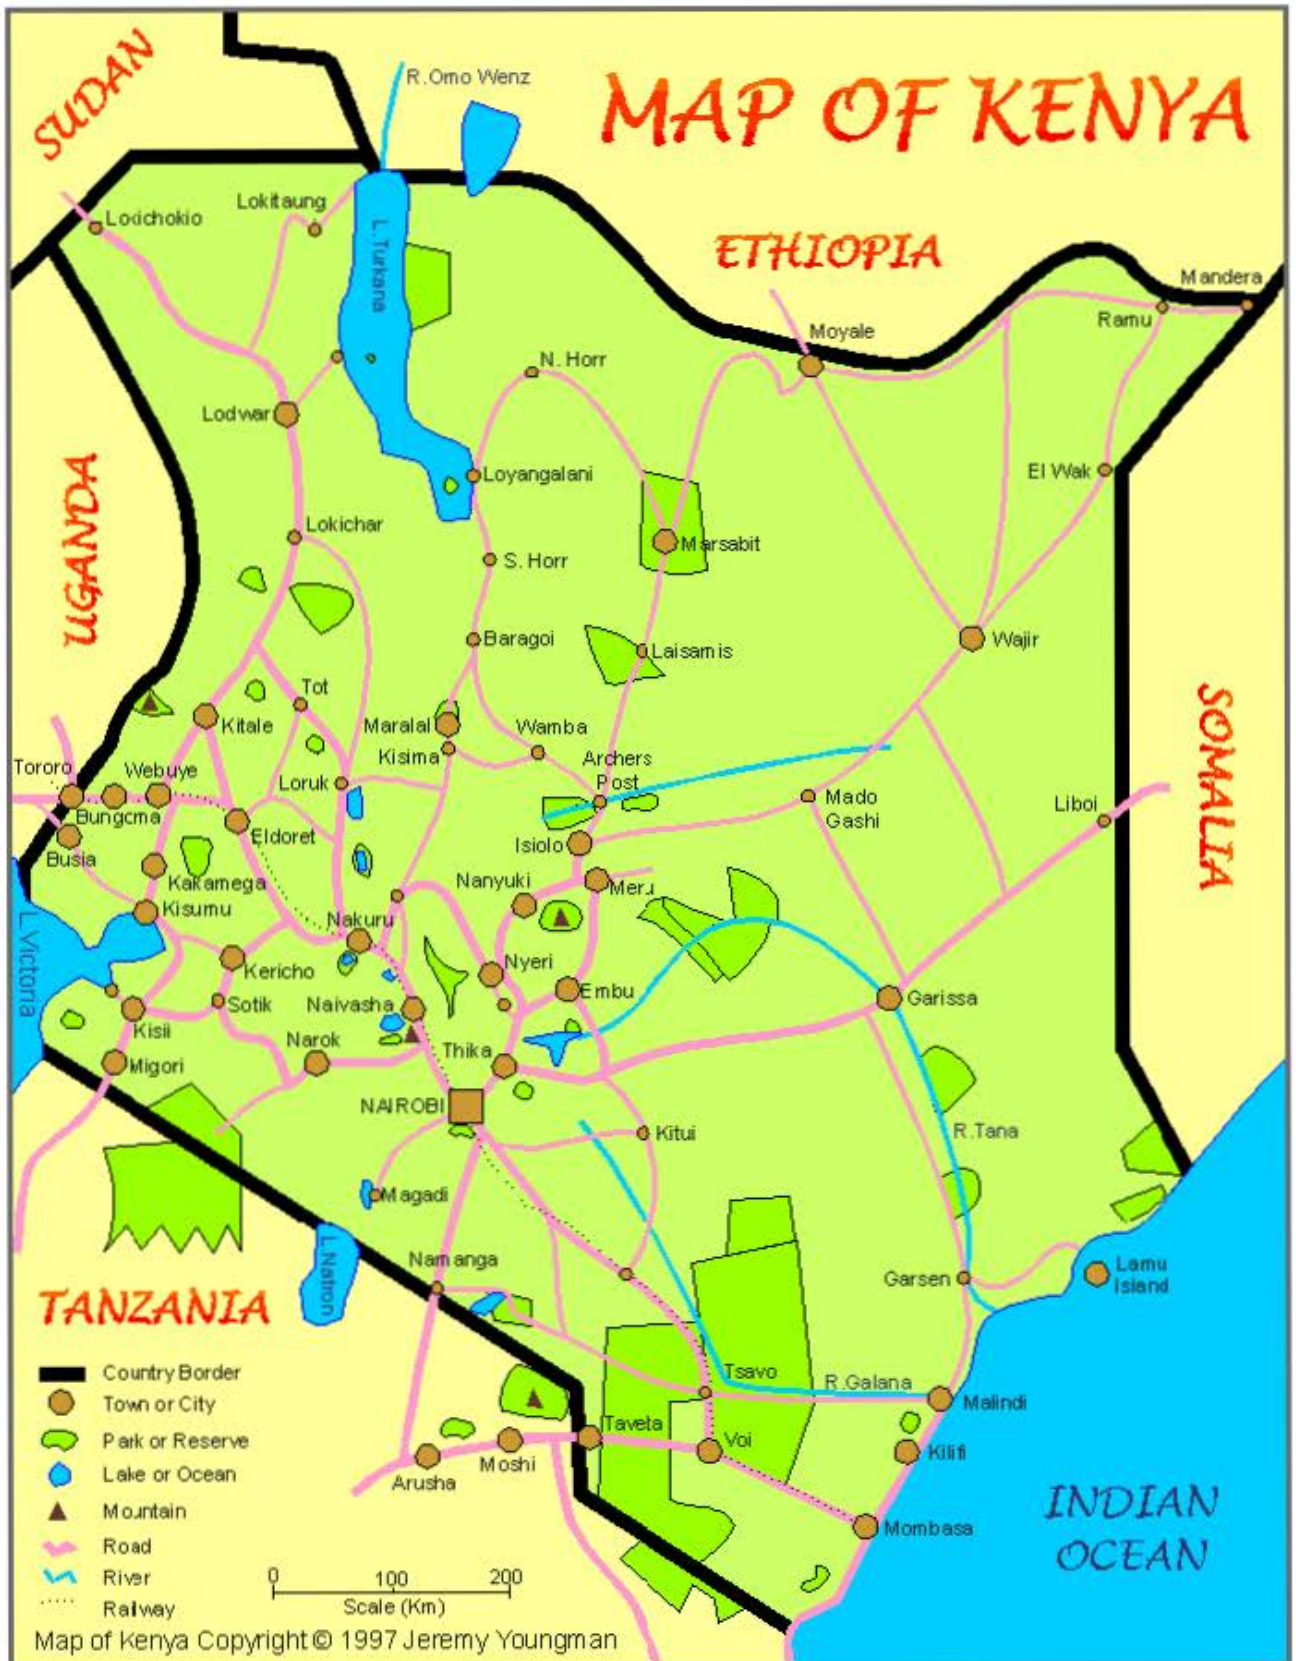 MAP OF KENYA
SUDAN
R.Omo Wenz
ETHIOPIA
Lokichokio
Lokitaung
L.Turkana
Mandera
Ramu
Moyale
N. Horr
Lodwar
Loyangalani
El Wak
UGANDA
Lokichar
Marsabit
S. Horr
Baragoi
Laisamis
Wajir
SOMALIA
Tot
Kitale
Maralal
Wamba
Kisima
Archers
Post
Tororo
Webuye
Loruk
Bungoma
Mado
Gashi
Liboi
Eldoret
Isiolo
Busia
Kakamega
Nanyuki
Meru
Kisumu
Nakuru
L.Victoria
Kericho
Nyeri
Embu
Garissa
Sotik
Naivasha
Kisii
Narok
Thika
Migori
NAIROBI
Kitui
R.Tana
Magadi
Namanga
L.Natron
Garsen
Lamu
Island
TANZANIA
Tsavo
R.Galana
Malindi
Taveta
Voi
Kilifi
Moshi
Arusha
Mombasa
INDIAN
OCEAN
Country Border
Town or City
Park or Reserve
Lake or Ocean
Mountain
Road
River
Railway
0 100 200
Scale (Km)
Map of Kenya Copyright © 1997 Jeremy Youngman